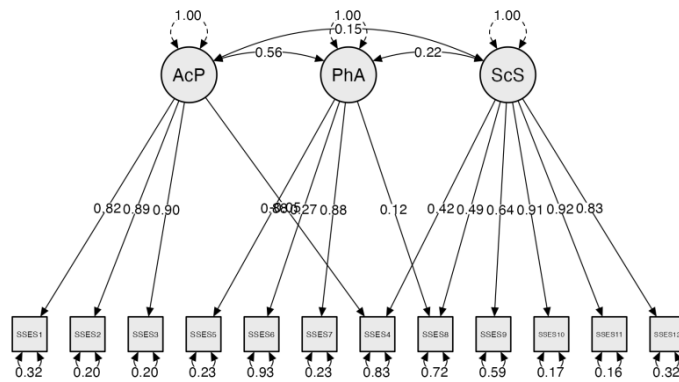 1.00 1.00 1.00
0.15
0.56 0.22
AcP PhA ScS
0.82 0.89 0.90 0.27 0.88 0.12 0.42 0.49 0.64 0.91 0.92 0.83
SSES1 SSES2 SSES3 SSES5 SSES6 SSES7 SSES4 SSES8 SSES9 SSES10 SSES11 SSES12
0.32 0.20 0.20 0.23 0.93 0.23 0.83 0.72 0.59 0.17 0.16 0.32